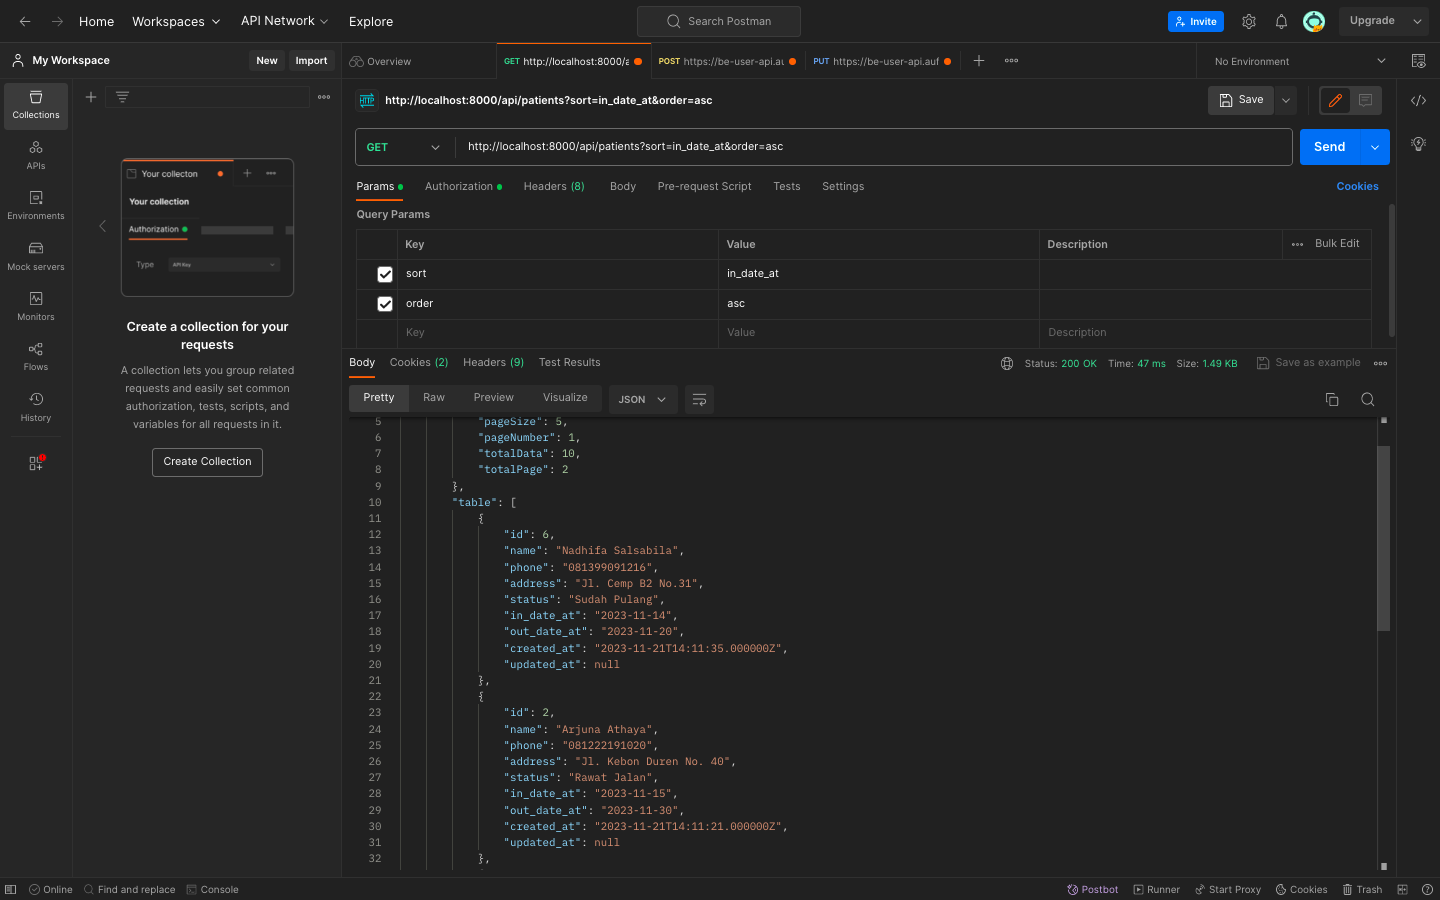 Home Workspaces API Network Explore Search Postman Invite Upgrade
My Workspace New Import Overview GET http://localhost:8000/a POST https://be-user-api.au PUT https://be-user-api.auf No Environment
Collections
APIs
Environments
Mock servers
Monitors
Flows
History
Your collecton
Your collection
Authorization
Type API Key
Create a collection for your
requests
A collection lets you group related
requests and easily set common
authorization, tests, scripts, and
variables for all requests in it.
Create Collection
HTTP http://localhost:8000/api/patients?sort=in_date_at&order=asc Save
GET http://localhost:8000/api/patients?sort=in_date_at&order=asc Send
Params Authorization Headers (8) Body Pre-request Script Tests Settings Cookies
Query Params
Key Value Description Bulk Edit
sort in_date_at
order asc
Key Value Description
Body Cookies (2) Headers (9) Test Results Status: 200 OK Time: 47 ms Size: 1.49 KB Save as example
Pretty Raw Preview Visualize JSON
5 "pageSize": 5,
6 "pageNumber": 1,
7 "totalData": 10,
8 "totalPage": 2
9 },
10 "table": [
11 {
12 "id": 6,
13 "name": "Nadhifa Salsabila",
14 "phone": "081399091216",
15 "address": "Jl. Cemp B2 No.31",
16 "status": "Sudah Pulang",
17 "in_date_at": "2023-11-14",
18 "out_date_at": "2023-11-20",
19 "created_at": "2023-11-21T14:11:35.000000Z",
20 "updated_at": null
21 },
22 {
23 "id": 2,
24 "name": "Arjuna Athaya",
25 "phone": "081222191020",
26 "address": "Jl. Kebon Duren No. 40",
27 "status": "Rawat Jalan",
28 "in_date_at": "2023-11-15",
29 "out_date_at": "2023-11-30",
30 "created_at": "2023-11-21T14:11:21.000000Z",
31 "updated_at": null
32 },
Online Find and replace Console Postbot Runner Start Proxy Cookies Trash